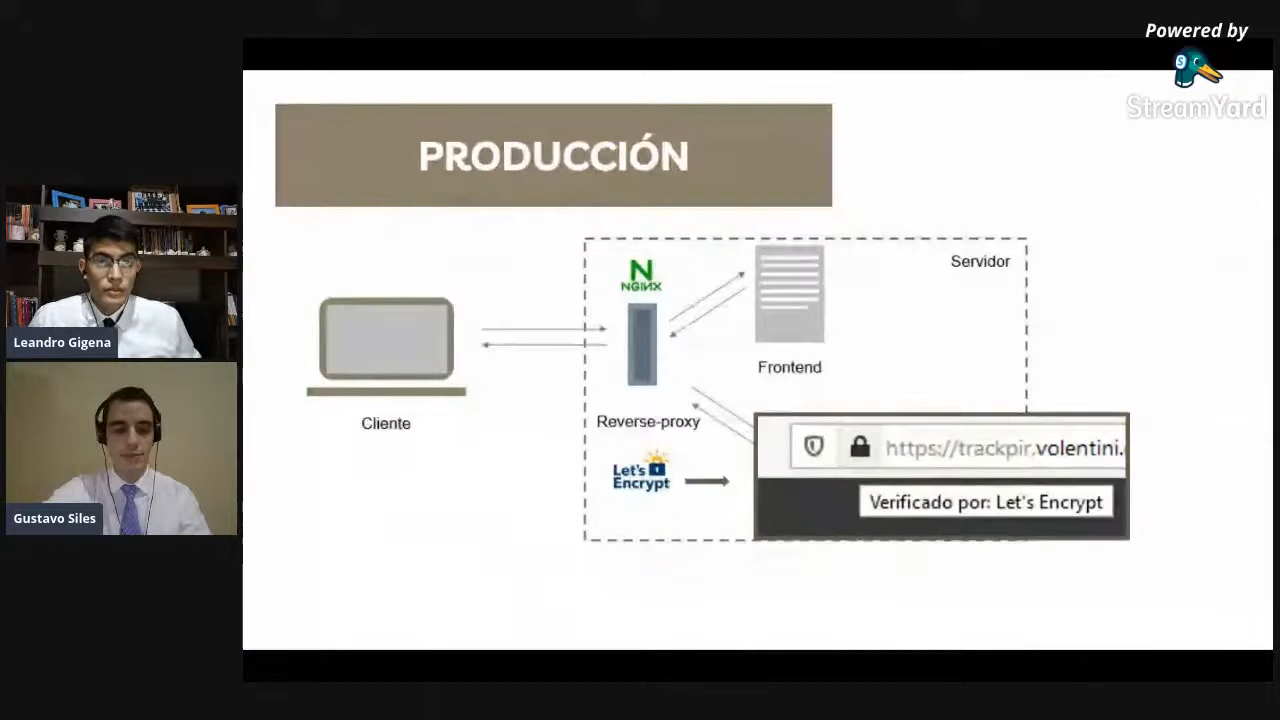 Powered by
StreamYard
PRODUCCIÓN
Servidor
NGINX
Frontend
Cliente
Reverse-proxy
Let's
Encrypt
https://trackpir.volentini.
Verificado por: Let's Encrypt
Leandro Gigena
Gustavo Siles